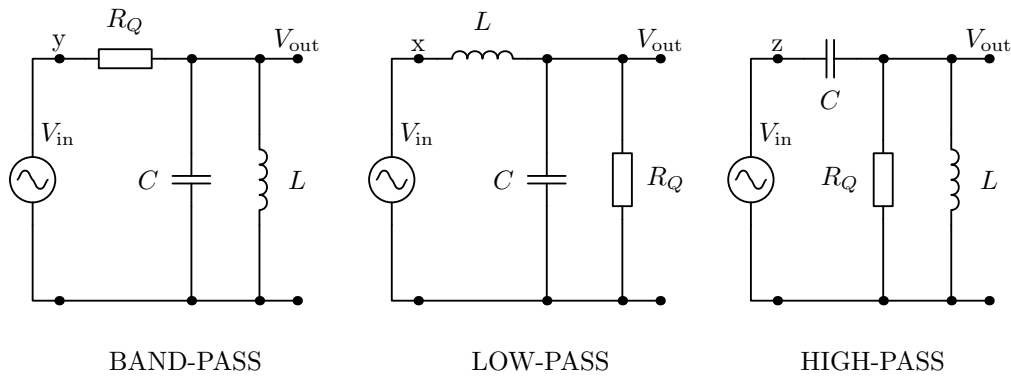 y R_Q V_out
V_in
C L
BAND-PASS
x L V_out
V_in
C R_Q
LOW-PASS
z C V_out
V_in
R_Q L
HIGH-PASS